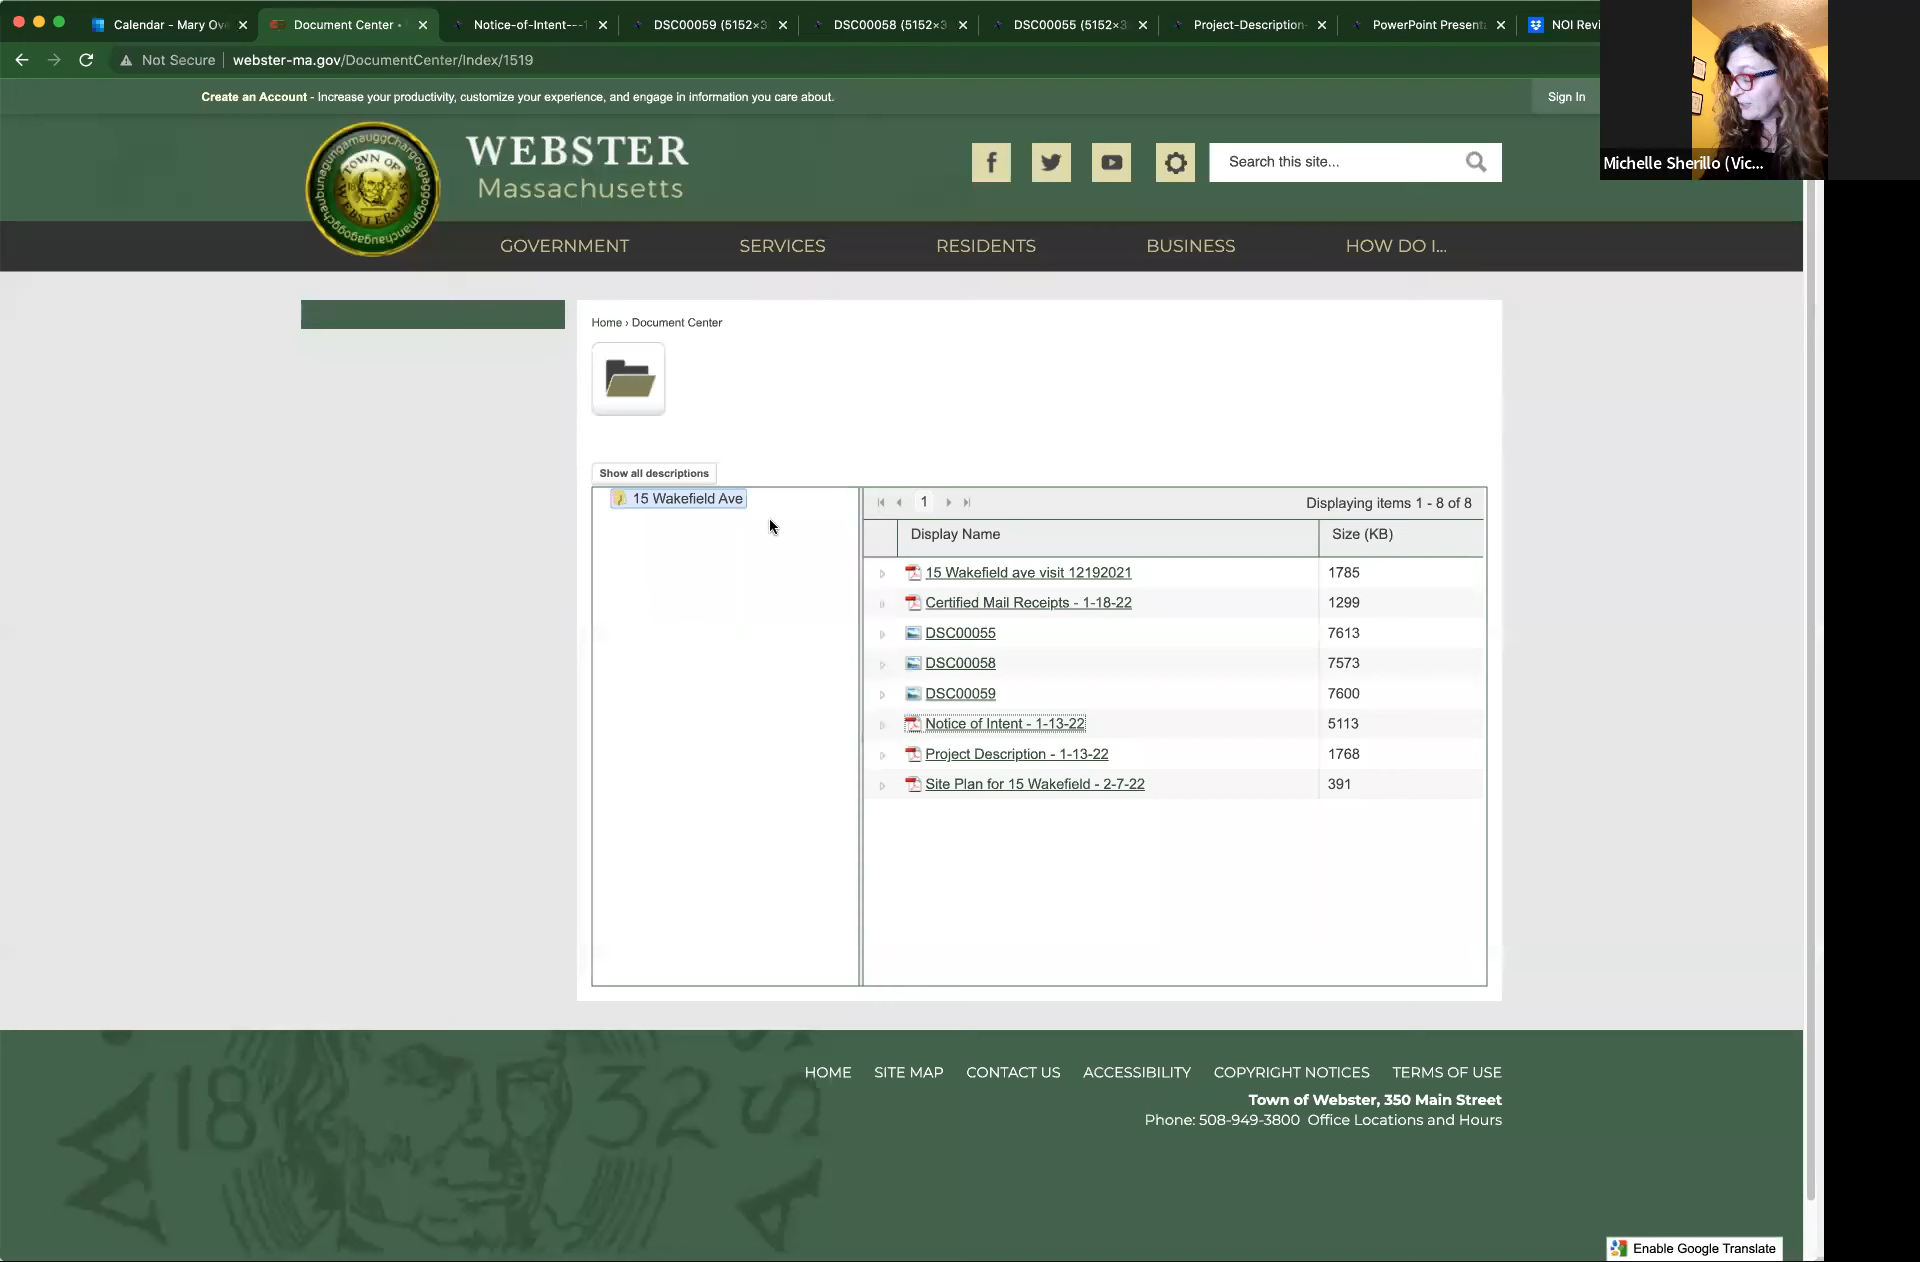 Calendar - Mary Ov
Document Center
Notice-of-Intent---1
DSC00059 (5152×3
DSC00058 (5152×3
DSC00055 (5152×3
Project-Description-
PowerPoint Present
NOI Revi
Not Secure
webster-ma.gov/DocumentCenter/Index/1519
Create an Account - Increase your productivity, customize your experience, and engage in information you care about.
Sign In
Michelle Sherillo (Vic...
TOWN OF
WEBSTER
Massachusetts
Search this site...
GOVERNMENT
SERVICES
RESIDENTS
BUSINESS
HOW DO I...
Home › Document Center
Show all descriptions
15 Wakefield Ave
1
Displaying items 1 - 8 of 8
Display Name
Size (KB)
15 Wakefield ave visit 12192021 1785
Certified Mail Receipts - 1-18-22 1299
DSC00055 7613
DSC00058 7573
DSC00059 7600
Notice of Intent - 1-13-22 5113
Project Description - 1-13-22 1768
Site Plan for 15 Wakefield - 2-7-22 391
HOME SITE MAP CONTACT US ACCESSIBILITY COPYRIGHT NOTICES TERMS OF USE
Town of Webster, 350 Main Street
Phone: 508-949-3800 Office Locations and Hours
1832
Enable Google Translate